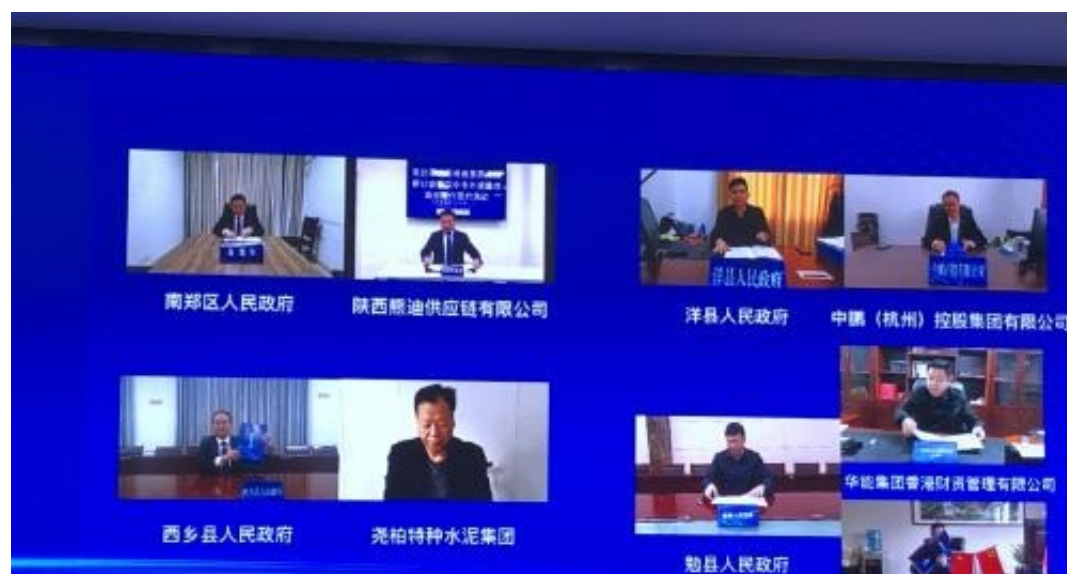 南郑区人民政府
陕西熊迪供应链有限公司
洋县人民政府
洋县人民政府
中鹏（杭州）控股集团有限公司
西乡县人民政府
尧柏特种水泥集团
华能集团香港财资管理有限公司
勉县人民政府